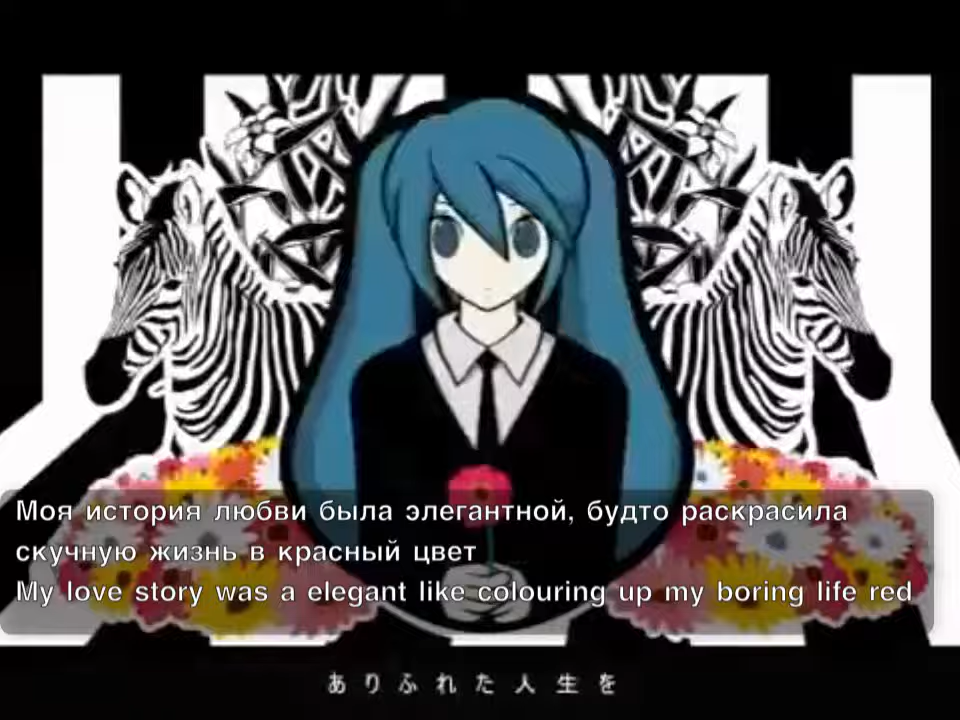 Моя история любви была элегантной, будто раскрасила
скучную жизнь в красный цвет
My love story was a elegant like colouring up my boring life red
ありふれた人生を